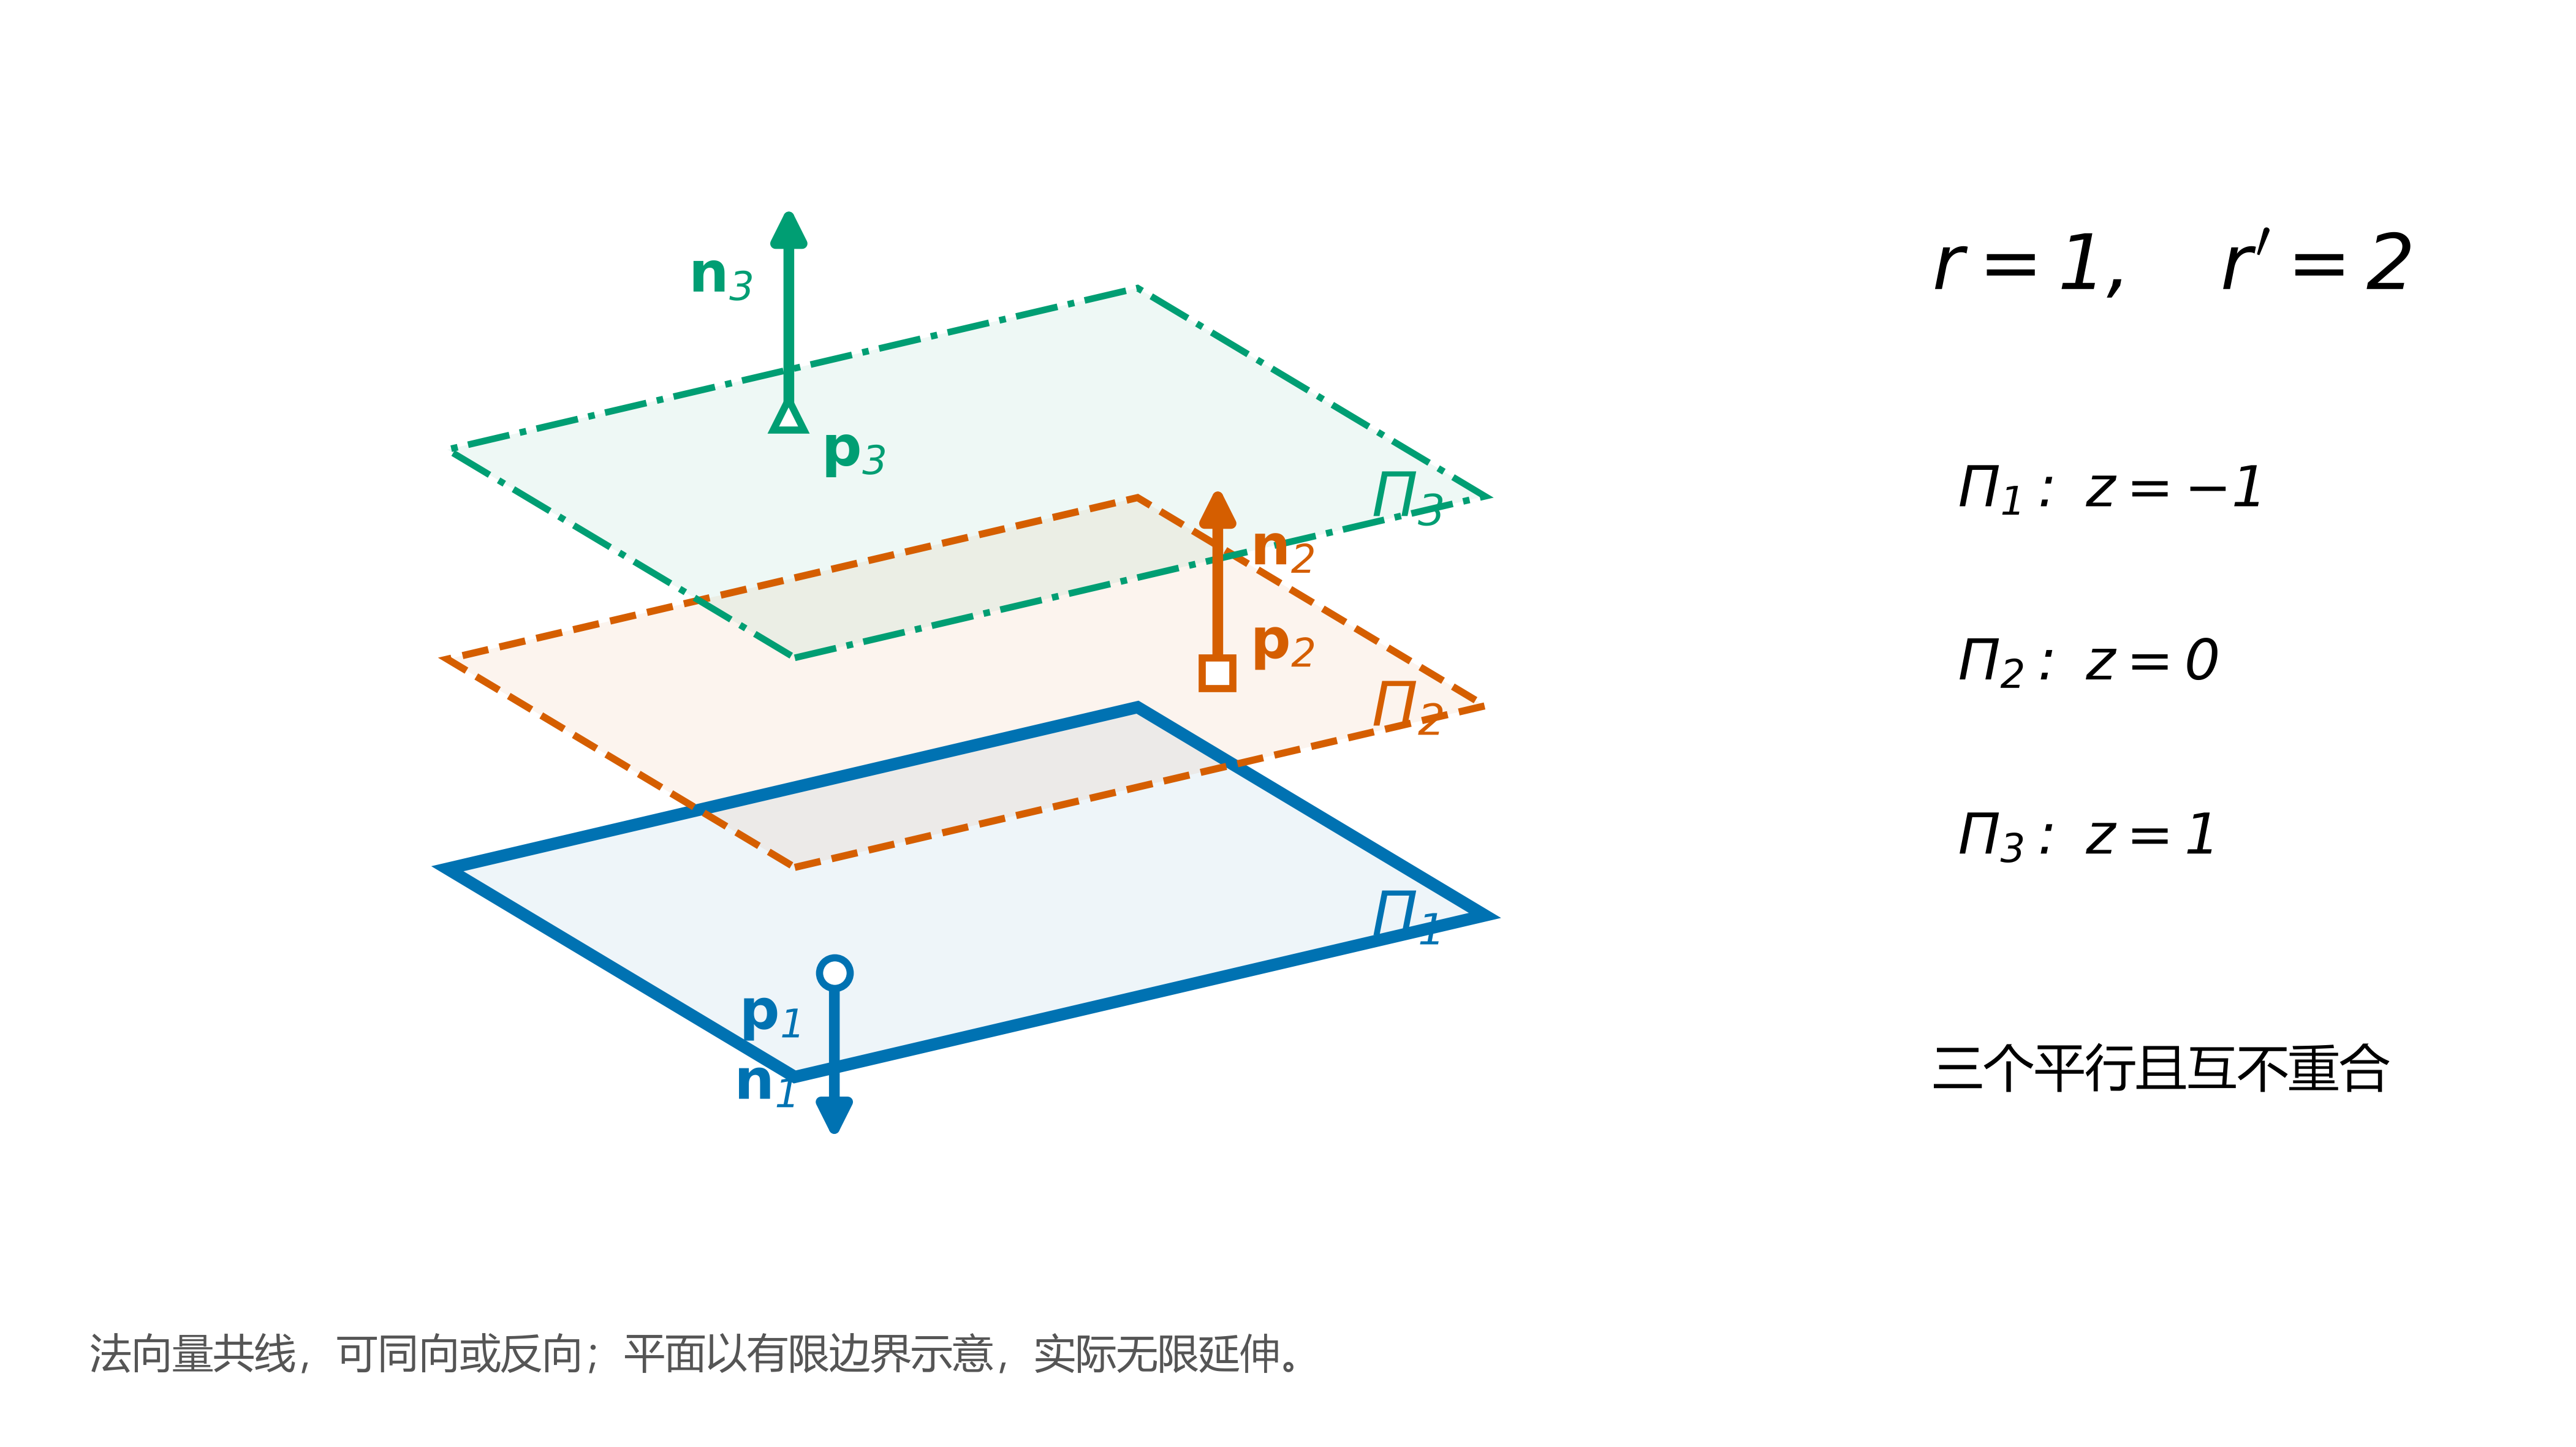 n₃
p₃
Π₃
n₂
p₂
Π₂
Π₁
p₁
n₁
r = 1, r′ = 2
Π₁ : z = −1
Π₂ : z = 0
Π₃ : z = 1
三个平行且互不重合
法向量共线，可同向或反向；平面以有限边界示意，实际无限延伸。